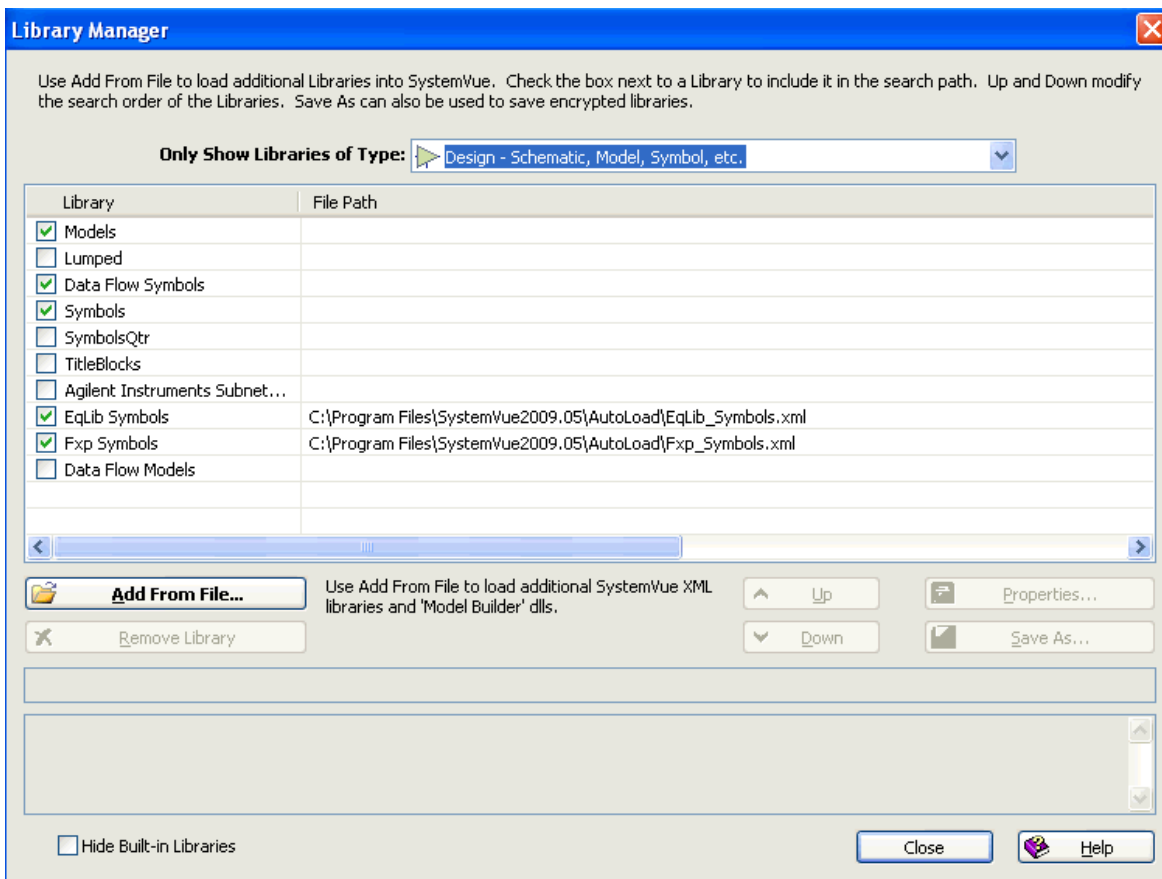 Library Manager
Use Add From File to load additional Libraries into SystemVue. Check the box next to a Library to include it in the search path. Up and Down modify
the search order of the Libraries. Save As can also be used to save encrypted libraries.
Only Show Libraries of Type: Design - Schematic, Model, Symbol, etc.
Library File Path
Models
Lumped
Data Flow Symbols
Symbols
SymbolsQtr
TitleBlocks
Agilent Instruments Subnet...
EqLib Symbols C:\Program Files\SystemVue2009.05\AutoLoad\EqLib_Symbols.xml
Fxp Symbols C:\Program Files\SystemVue2009.05\AutoLoad\Fxp_Symbols.xml
Data Flow Models
Add From File... Use Add From File to load additional SystemVue XML Up Properties...
Remove Library libraries and 'Model Builder' dlls. Down Save As...
Hide Built-in Libraries Close Help